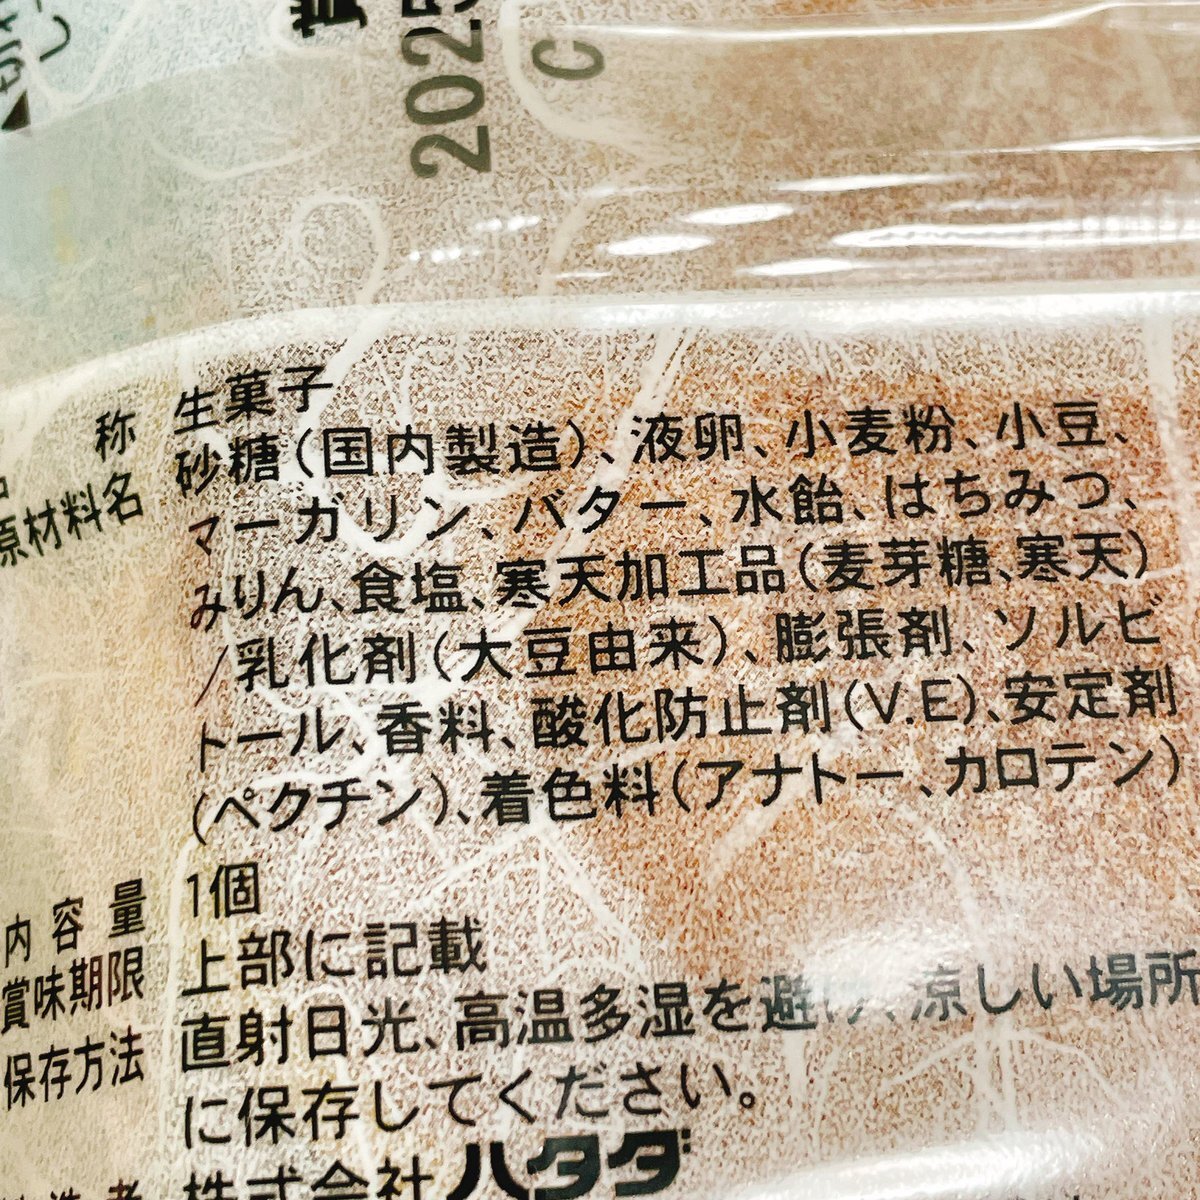 2025
C
称 生菓子
原材料名 砂糖(国内製造)、液卵、小麦粉、小豆、
マーガリン、バター、水飴、はちみつ、
みりん、食塩、寒天加工品(麦芽糖、寒天)
/乳化剤(大豆由来)、膨張剤、ソルビ
トール、香料、酸化防止剤(V.E)、安定剤
(ペクチン)、着色料(アナトー、カロテン)
内容量 1個
賞味期限 上部に記載
保存方法 直射日光、高温多湿を避け、涼しい場所
に保存してください。
株式会社ハタダ